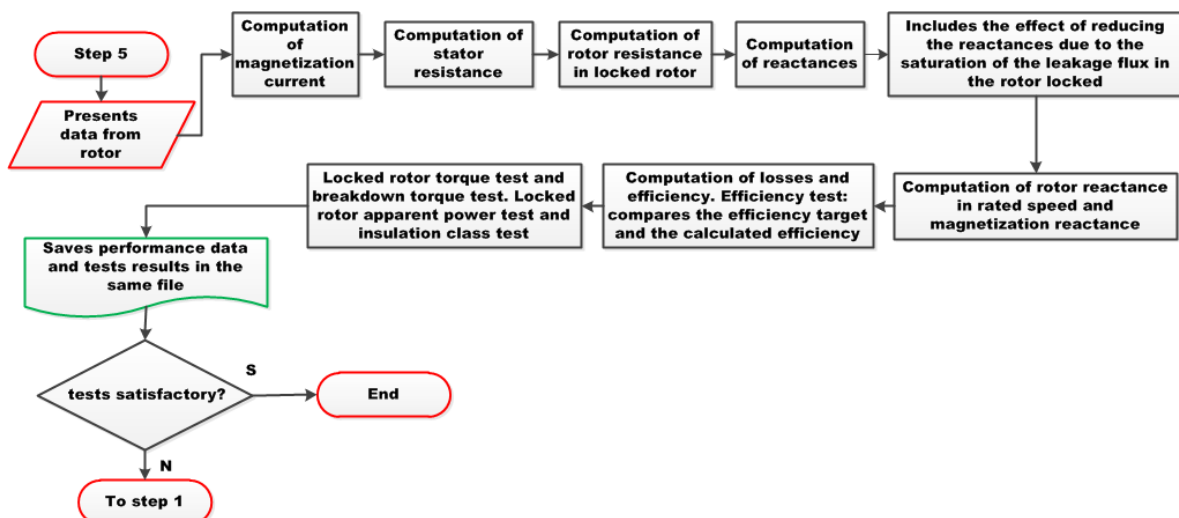 Step 5
Presents
data from
rotor
Computation
of
magnetization
current
Computation of
stator
resistance
Computation of
rotor resistance
in locked rotor
Computation
of reactances
Includes the effect of reducing
the reactances due to the
saturation of the leakage flux in
the rotor locked
Computation of rotor reactance
in rated speed and
magnetization reactance
Computation of losses and
efficiency. Efficiency test:
compares the efficiency target
and the calculated efficiency
Locked rotor torque test and
breakdown torque test. Locked
rotor apparent power test and
insulation class test
Saves performance data
and tests results in the
same file
tests satisfactory?
S
End
N
To step 1